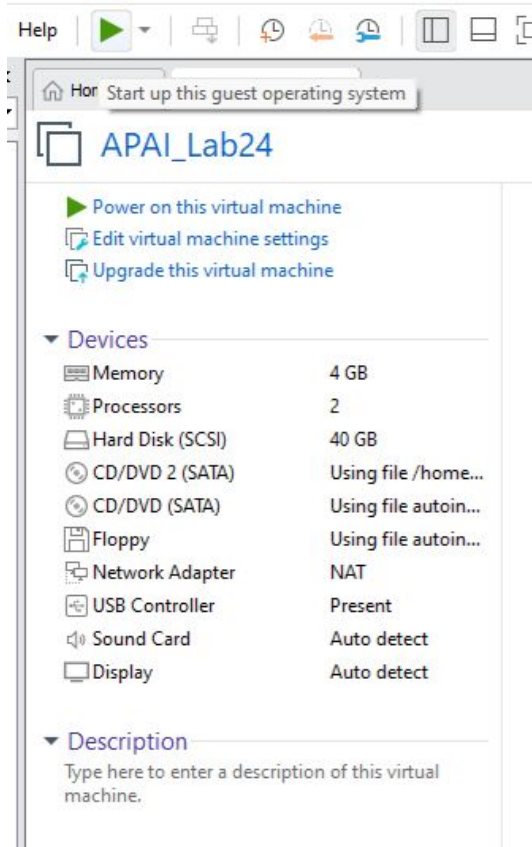 Help
Hor
Start up this guest operating system
APAI_Lab24
Power on this virtual machine
Edit virtual machine settings
Upgrade this virtual machine
Devices
Memory 4 GB
Processors 2
Hard Disk (SCSI) 40 GB
CD/DVD 2 (SATA) Using file /home...
CD/DVD (SATA) Using file autoin...
Floppy Using file autoin...
Network Adapter NAT
USB Controller Present
Sound Card Auto detect
Display Auto detect
Description
Type here to enter a description of this virtual
machine.